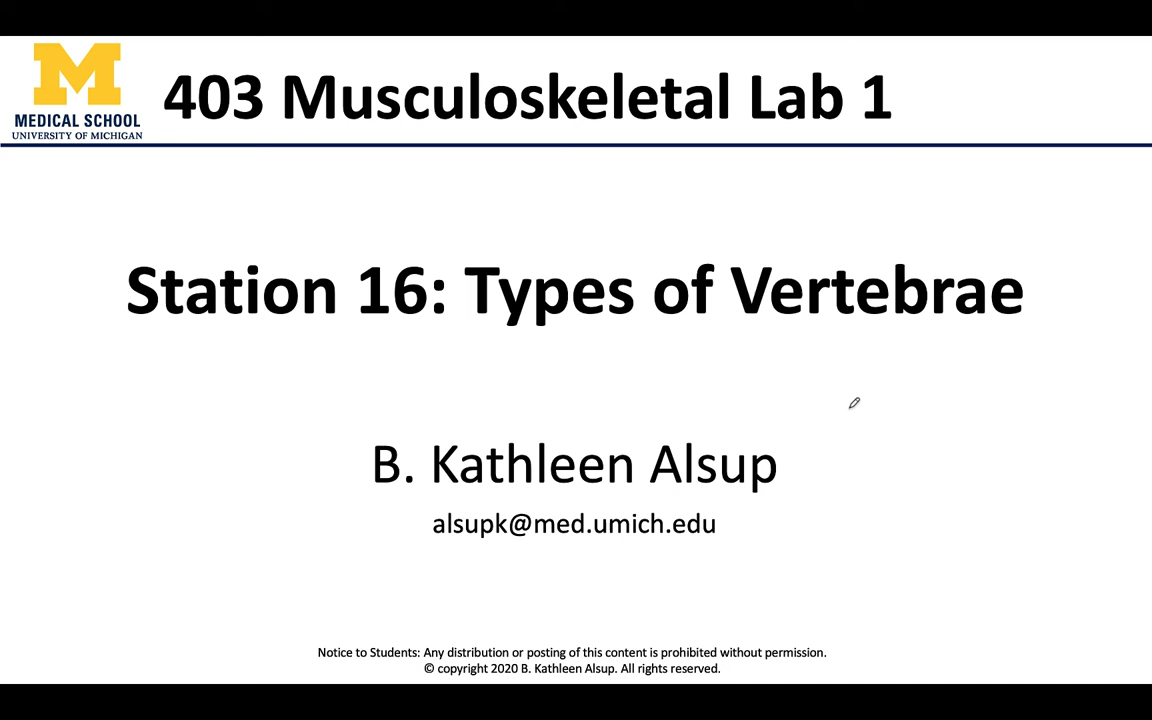 M
MEDICAL SCHOOL
UNIVERSITY OF MICHIGAN
403 Musculoskeletal Lab 1
Station 16: Types of Vertebrae
B. Kathleen Alsup
alsupk@med.umich.edu
Notice to Students: Any distribution or posting of this content is prohibited without permission.
© copyright 2020 B. Kathleen Alsup. All rights reserved.